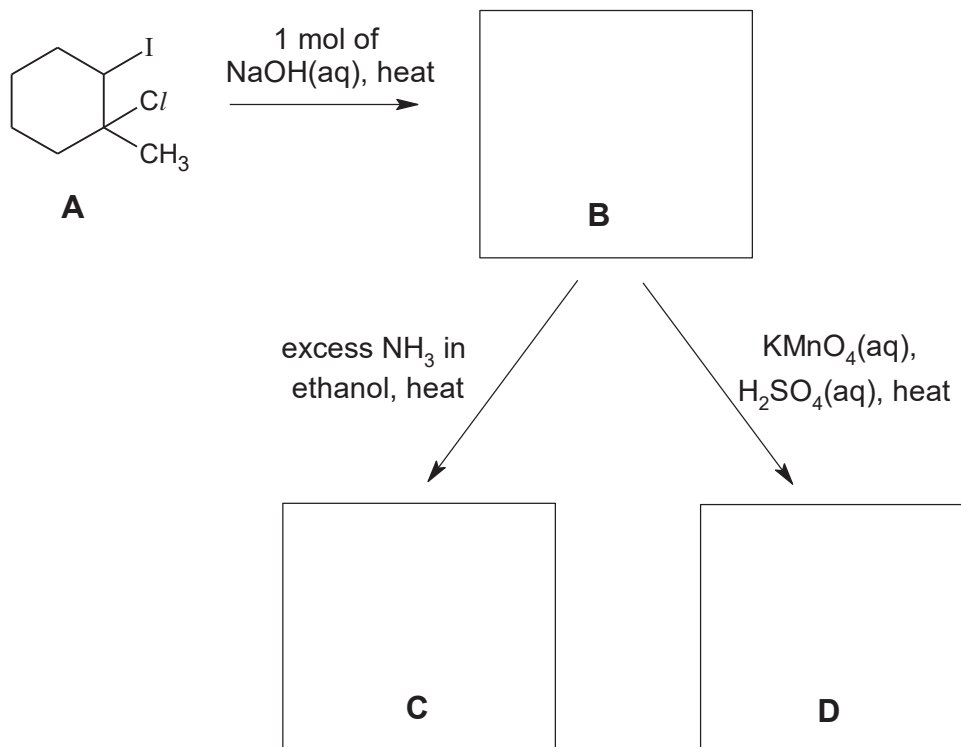 I
Cl
CH3
A
1 mol of
NaOH(aq), heat
B
excess NH3 in
ethanol, heat
KMnO4(aq),
H2SO4(aq), heat
C
D